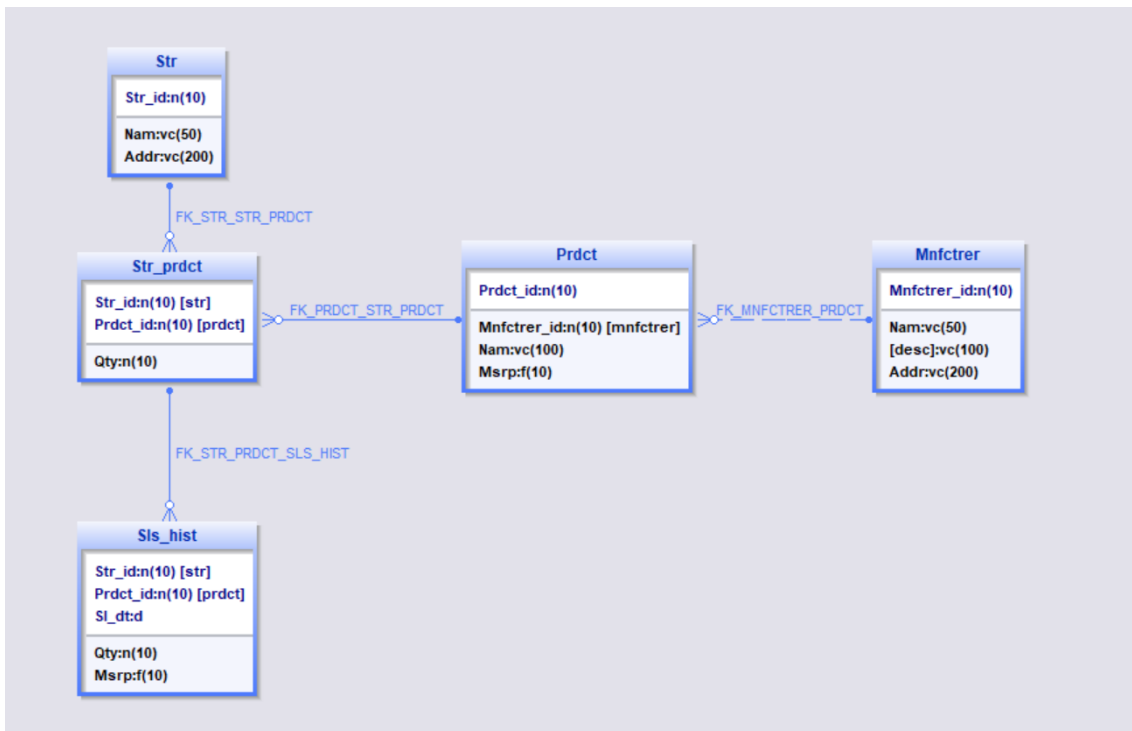 Str
Str_id:n(10)
Nam:vc(50)
Addr:vc(200)
FK_STR_STR_PRDCT
Str_prdct
Str_id:n(10) [str]
Prdct_id:n(10) [prdct]
Qty:n(10)
FK_PRDCT_STR_PRDCT
Prdct
Prdct_id:n(10)
Mnfctrer_id:n(10) [mnfctrer]
Nam:vc(100)
Msrp:f(10)
FK_MNFCTRER_PRDCT
Mnfctrer
Mnfctrer_id:n(10)
Nam:vc(50)
[desc]:vc(100)
Addr:vc(200)
FK_STR_PRDCT_SLS_HIST
Sls_hist
Str_id:n(10) [str]
Prdct_id:n(10) [prdct]
Sl_dt:d
Qty:n(10)
Msrp:f(10)